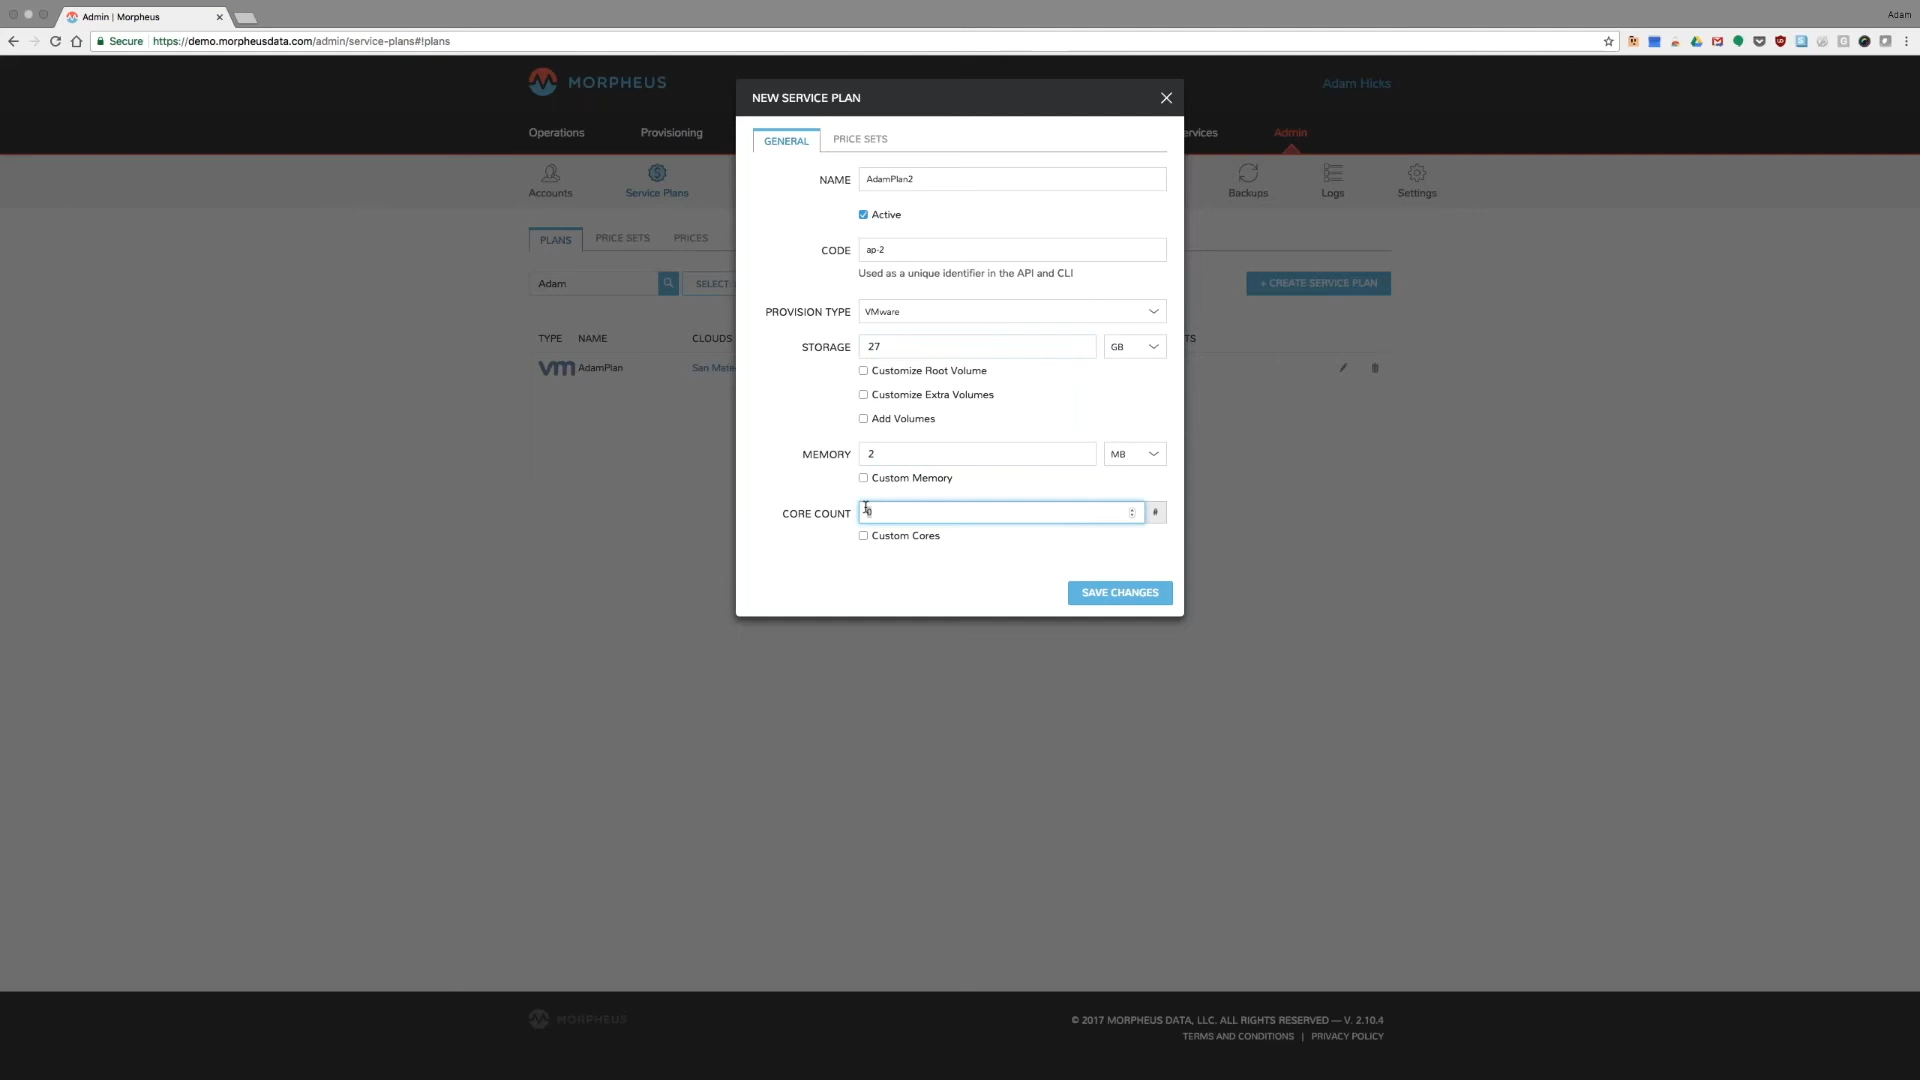 Admin | Morpheus
Adam
Secure https://demo.morpheusdata.com/admin/service-plans#!plans
MORPHEUS
Adam Hicks
Operations Provisioning ervices Admin
Accounts Service Plans Backups Logs Settings
PLANS PRICE SETS PRICES
Adam SELECT + CREATE SERVICE PLAN
TYPE NAME CLOUDS TS
vm AdamPlan San Mate
NEW SERVICE PLAN
GENERAL PRICE SETS
NAME AdamPlan2
Active
CODE ap-2
Used as a unique identifier in the API and CLI
PROVISION TYPE VMware
STORAGE 27 GB
Customize Root Volume
Customize Extra Volumes
Add Volumes
MEMORY 2 MB
Custom Memory
CORE COUNT 0 #
Custom Cores
SAVE CHANGES
MORPHEUS
© 2017 MORPHEUS DATA, LLC. ALL RIGHTS RESERVED — V. 2.10.4
TERMS AND CONDITIONS | PRIVACY POLICY